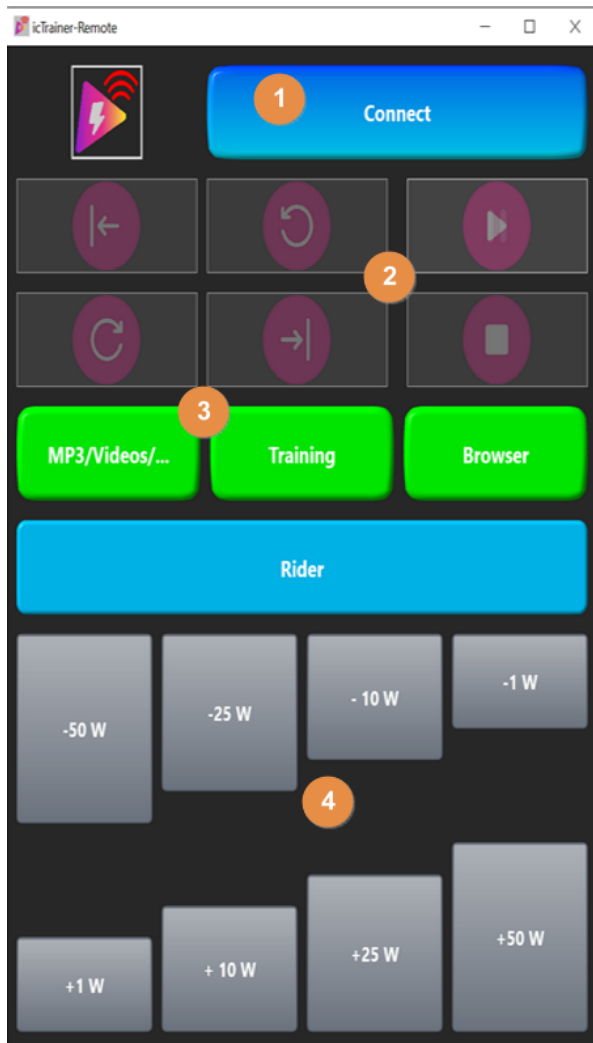 icTrainer-Remote
1
Connect
2
3
MP3/Videos/...
Training
Browser
Rider
-50 W
-25 W
- 10 W
-1 W
4
+1 W
+ 10 W
+25 W
+50 W